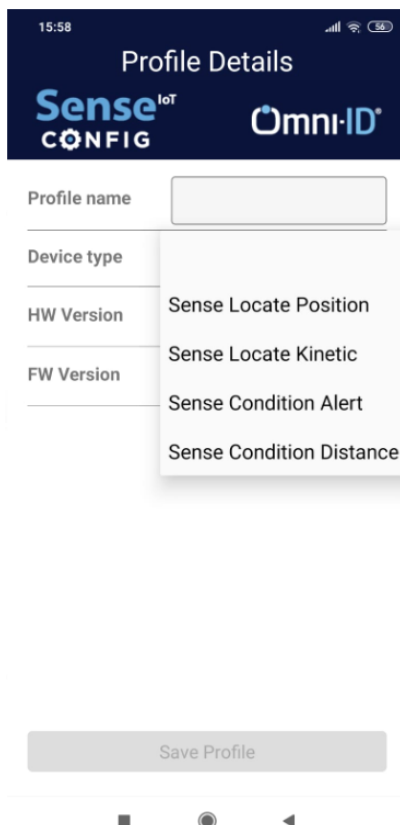 15:58
56
Profile Details
Sense IoT
CONFIG
Omni-ID®
Profile name
Device type
HW Version
FW Version
Sense Locate Position
Sense Locate Kinetic
Sense Condition Alert
Sense Condition Distance
Save Profile